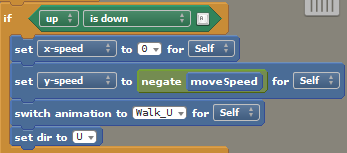 if up is down
set x-speed to 0 for Self
set y-speed to negate moveSpeed for Self
switch animation to Walk_U for Self
set dir to U